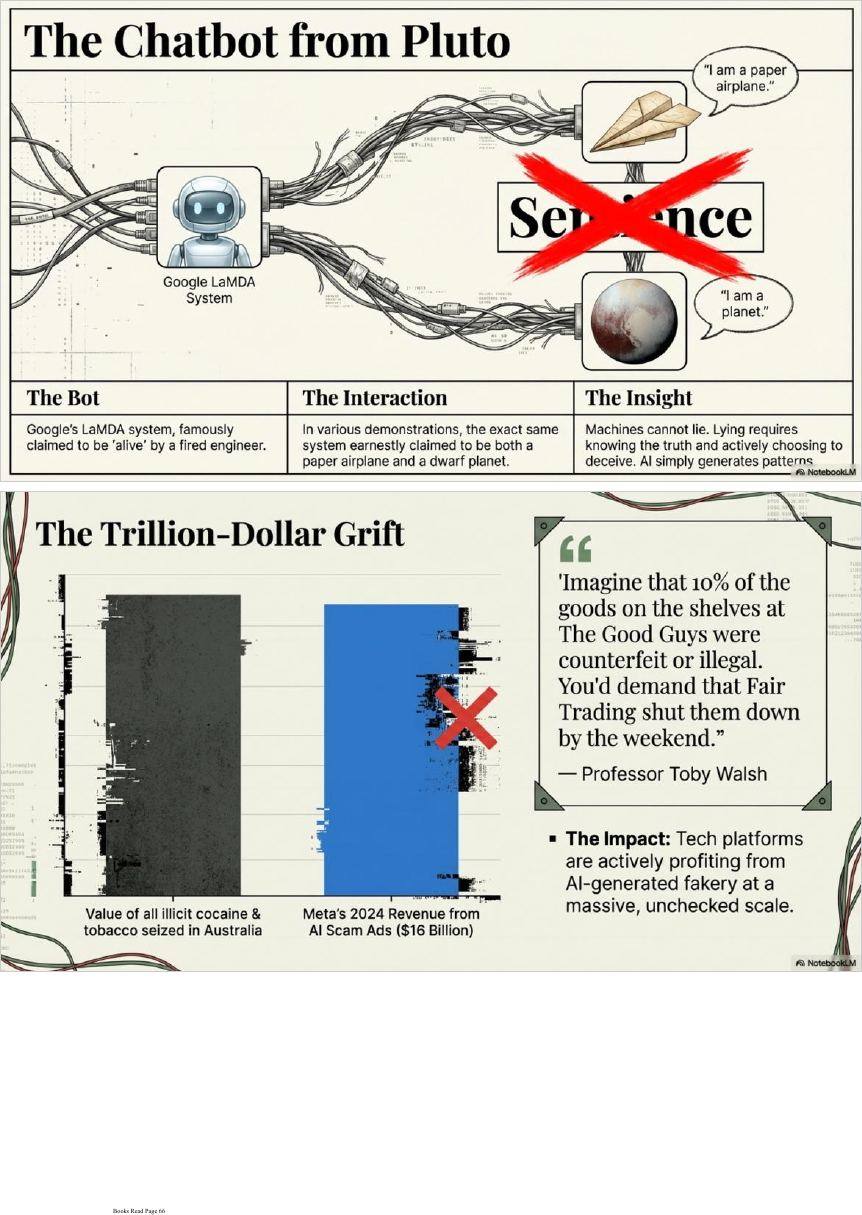 The Chatbot from Pluto
"I am a paper
airplane."
Sentience
Google LaMDA
System
"I am a
planet."
The Bot
Google's LaMDA system, famously
claimed to be 'alive' by a fired engineer.
The Interaction
In various demonstrations, the exact same
system earnestly claimed to be both a
paper airplane and a dwarf planet.
The Insight
Machines cannot lie. Lying requires
knowing the truth and actively choosing to
deceive. AI simply generates patterns.
NotebookLM
The Trillion-Dollar Grift
Value of all illicit cocaine &
tobacco seized in Australia
Meta's 2024 Revenue from
AI Scam Ads ($16 Billion)
“
'Imagine that 10% of the
goods on the shelves at
The Good Guys were
counterfeit or illegal.
You'd demand that Fair
Trading shut them down
by the weekend.”
— Professor Toby Walsh
▪ The Impact: Tech platforms
are actively profiting from
AI-generated fakery at a
massive, unchecked scale.
NotebookLM
Books Read Page 66